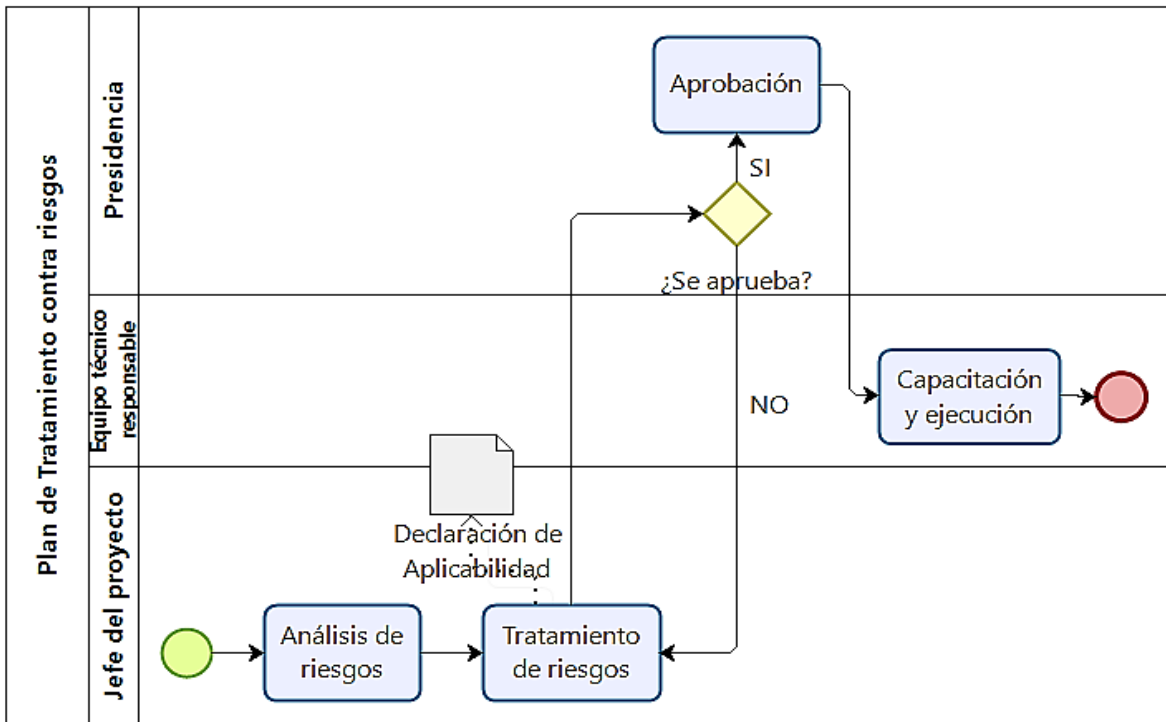 Plan de Tratamiento contra riesgos
Presidencia
Aprobación
SI
¿Se aprueba?
Equipo técnico
responsable
Capacitación
y ejecución
NO
Jefe del proyecto
Declaración de
Aplicabilidad
Análisis de
riesgos
Tratamiento
de riesgos